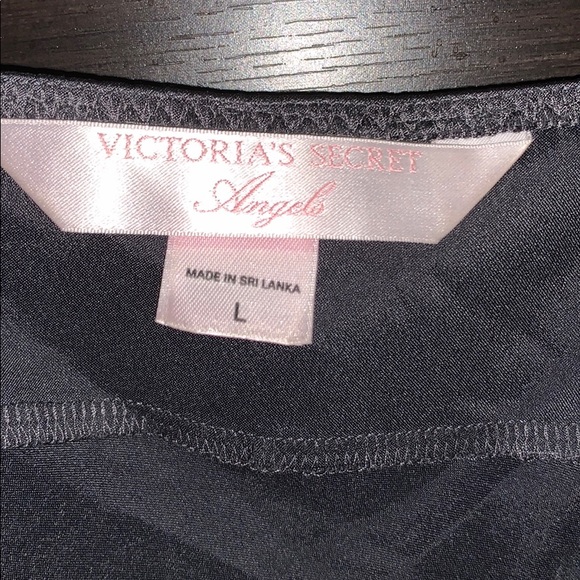 VICTORIA'S SECRET
Angels
MADE IN SRI LANKA
L